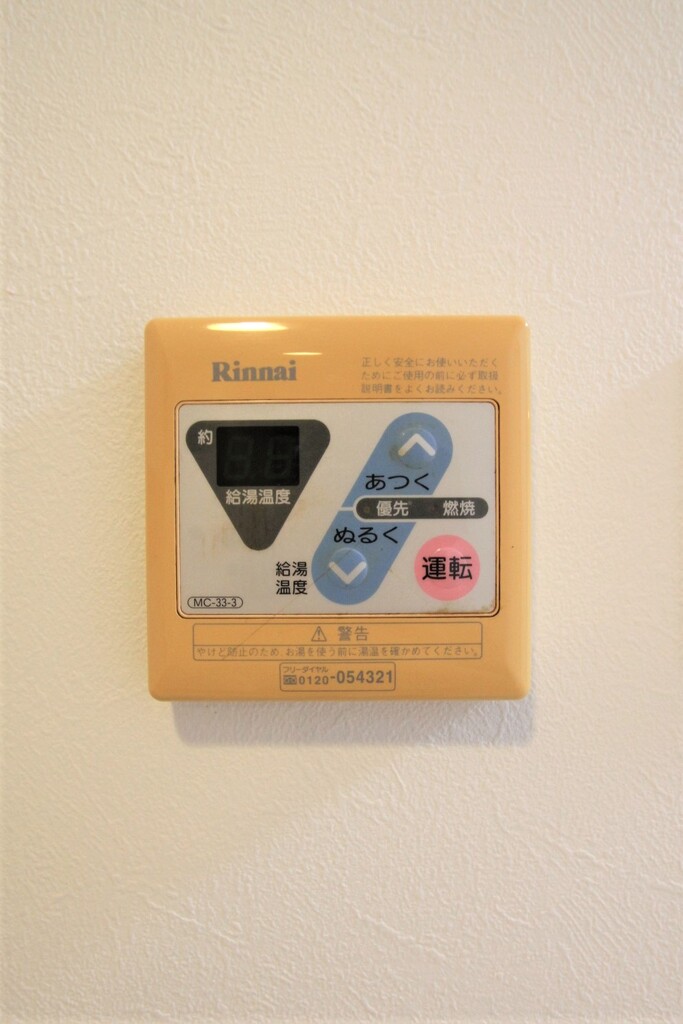 Rinnai
正しく安全にお使いいただく
ためにご使用の前に必ず取扱
説明書をよくお読みください。
約
給湯温度
あつく
優先 燃焼
ぬるく
給湯
温度
運転
MC-33-3
⚠ 警告
やけど防止のため、お湯を使う前に湯温を確かめてください。
フリーダイヤル
0120-054321